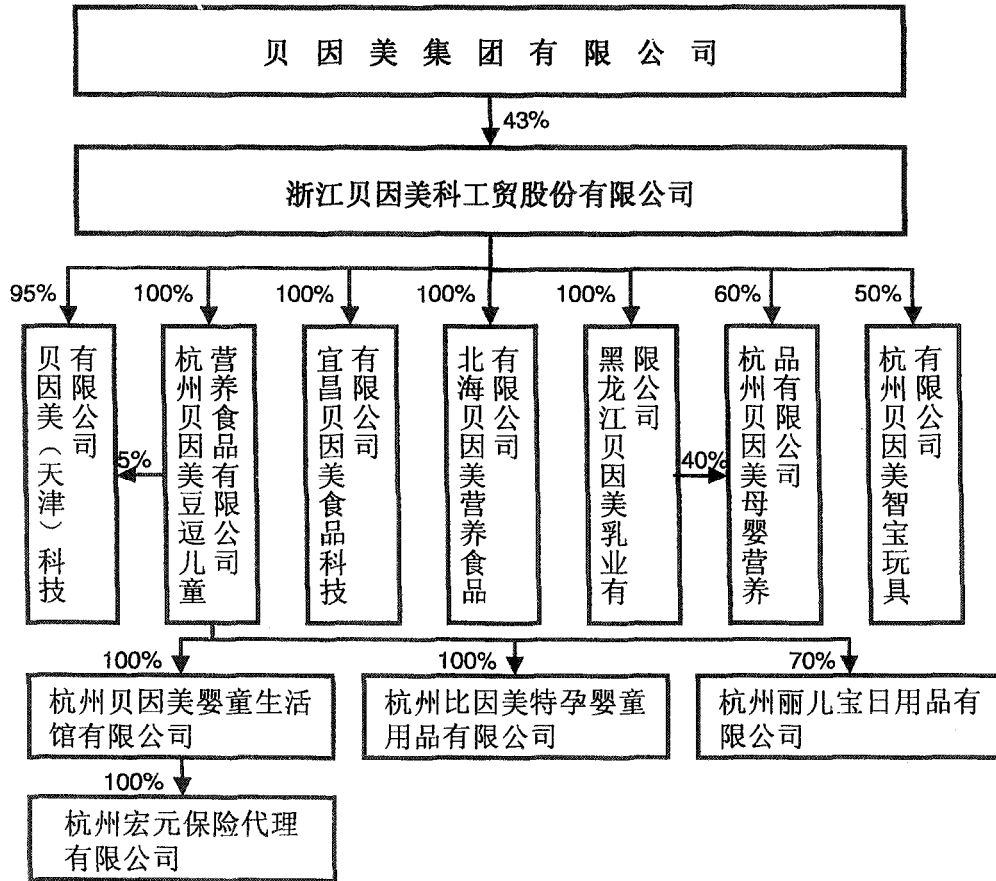 贝因美集团有限公司
43%
浙江贝因美科工贸股份有限公司
95%
100%
100%
100%
100%
60%
50%
贝因美（天津）科技
有限公司
5%
杭州贝因美豆逗儿童
营养食品有限公司
宜昌贝因美食品科技
有限公司
北海贝因美营养食品
有限公司
黑龙江贝因美乳业有
限公司
40%
杭州贝因美母婴营养
品有限公司
杭州贝因美智宝玩具
有限公司
100%
100%
70%
杭州贝因美婴童生活
馆有限公司
杭州比因美特孕婴童
用品有限公司
杭州丽儿宝日用品有
限公司
100%
杭州宏元保险代理
有限公司